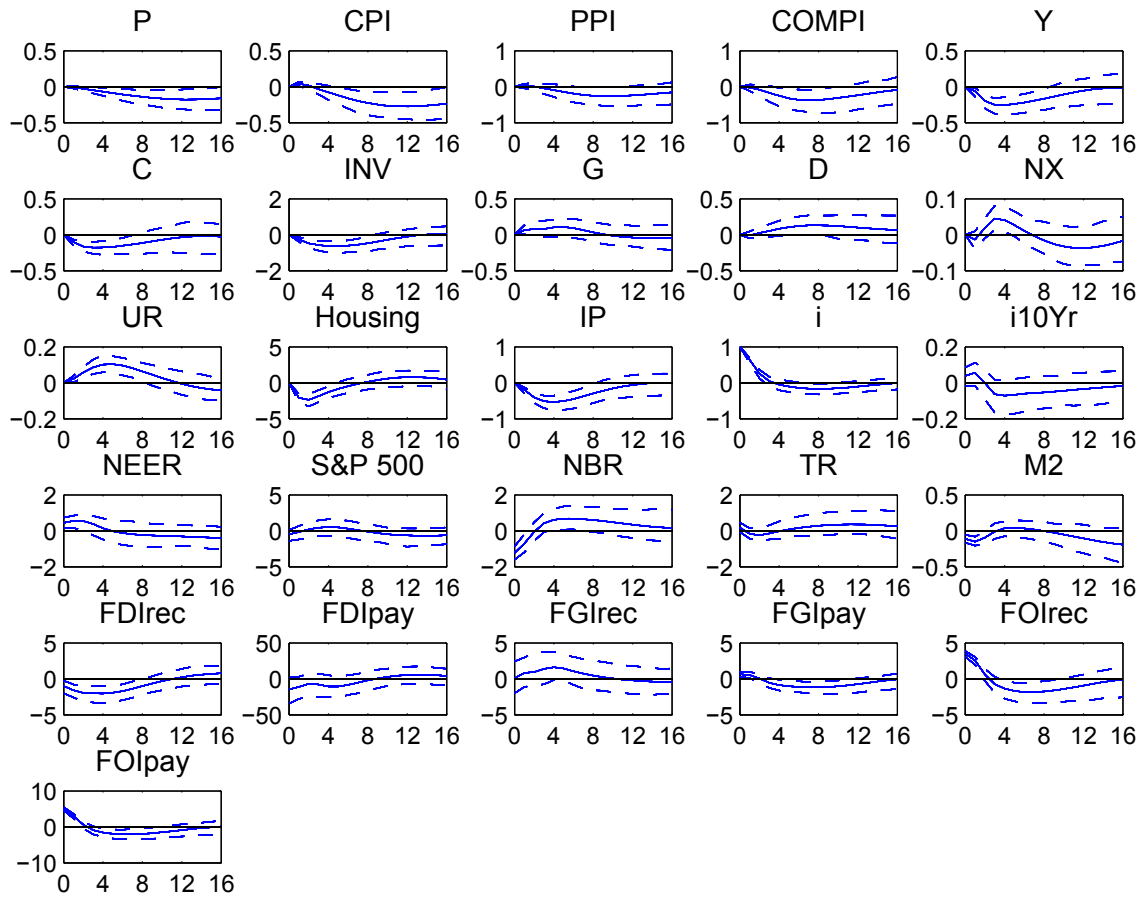 P CPI PPI COMPI Y
0.5 0.5 1 1 0.5
0 0 0 0 0
−0.5 −0.5 −1 −1 −0.5
0 4 8 12 16 0 4 8 12 16 0 4 8 12 16 0 4 8 12 16 0 4 8 12 16
C INV G D NX
0.5 2 0.5 0.5 0.1
0 0 0 0 0
−0.5 −2 −0.5 −0.5 −0.1
0 4 8 12 16 0 4 8 12 16 0 4 8 12 16 0 4 8 12 16 0 4 8 12 16
UR Housing IP i i10Yr
0.2 5 1 1 0.2
0 0 0 0 0
−0.2 −5 −1 −1 −0.2
0 4 8 12 16 0 4 8 12 16 0 4 8 12 16 0 4 8 12 16 0 4 8 12 16
NEER S&P 500 NBR TR M2
2 5 2 2 0.5
0 0 0 0 0
−2 −5 −2 −2 −0.5
0 4 8 12 16 0 4 8 12 16 0 4 8 12 16 0 4 8 12 16 0 4 8 12 16
FDIrec FDIpay FGIrec FGIpay FOIrec
5 50 5 5 5
0 0 0 0 0
−5 −50 −5 −5 −5
0 4 8 12 16 0 4 8 12 16 0 4 8 12 16 0 4 8 12 16 0 4 8 12 16
FOIpay
10
0
−10
0 4 8 12 16